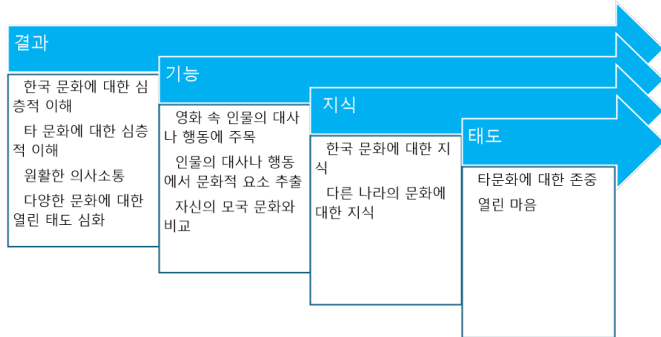 결과
한국 문화에 대한 심
층적 이해
타 문화에 대한 심층
적 이해
원활한 의사소통
다양한 문화에 대한
열린 태도 심화
기능
영화 속 인물의 대사
나 행동에 주목
인물의 대사나 행동
에서 문화적 요소 추출
자신의 모국 문화와
비교
지식
한국 문화에 대한 지
식
다른 나라의 문화에
대한 지식
태도
타문화에 대한 존중
열린 마음